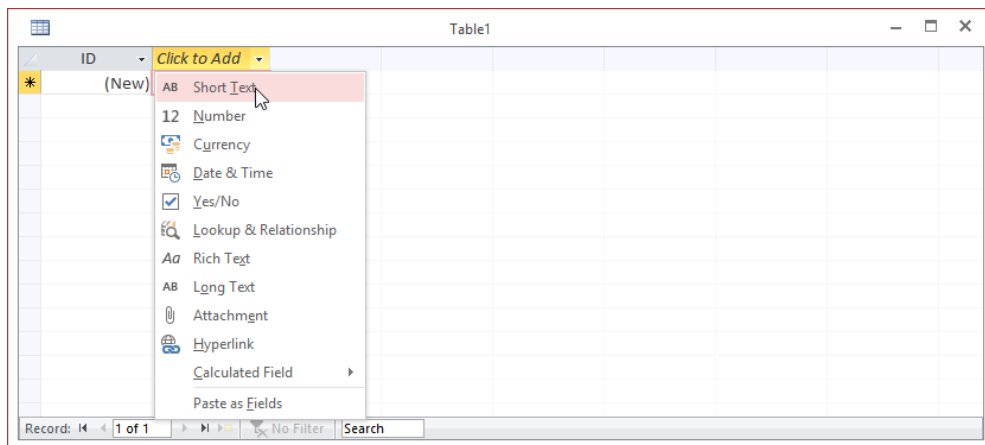 Table1
ID Click to Add
(New)
AB Short Text
12 Number
Currency
Date & Time
Yes/No
Lookup & Relationship
Aa Rich Text
AB Long Text
Attachment
Hyperlink
Calculated Field
Paste as Fields
Record: 1 of 1 No Filter Search